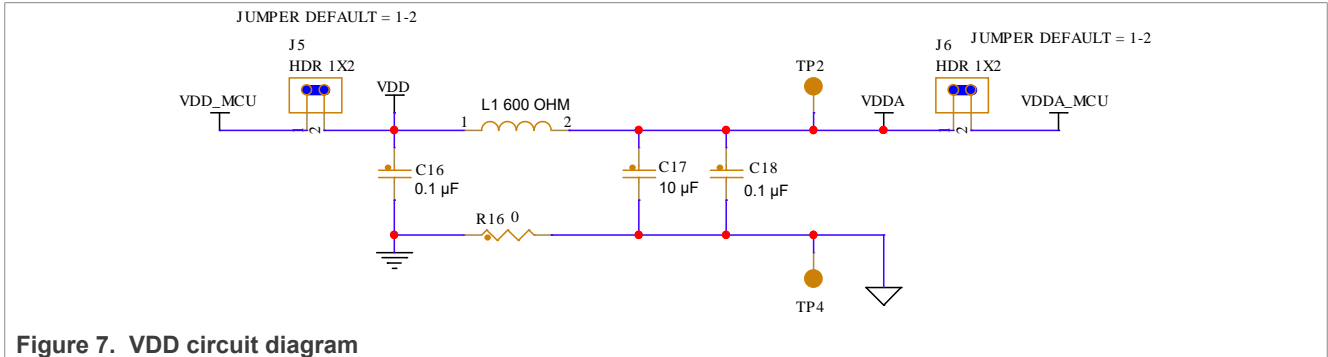 JUMPER DEFAULT = 1-2
J5
HDR 1X2
VDD_MCU
1
2
VDD
L1 600 OHM
1
2
TP2
VDDA
J6
JUMPER DEFAULT = 1-2
HDR 1X2
1
2
VDDA_MCU
C16
0.1 µF
C17
10 µF
C18
0.1 µF
R16 0
TP4
Figure 7. VDD circuit diagram